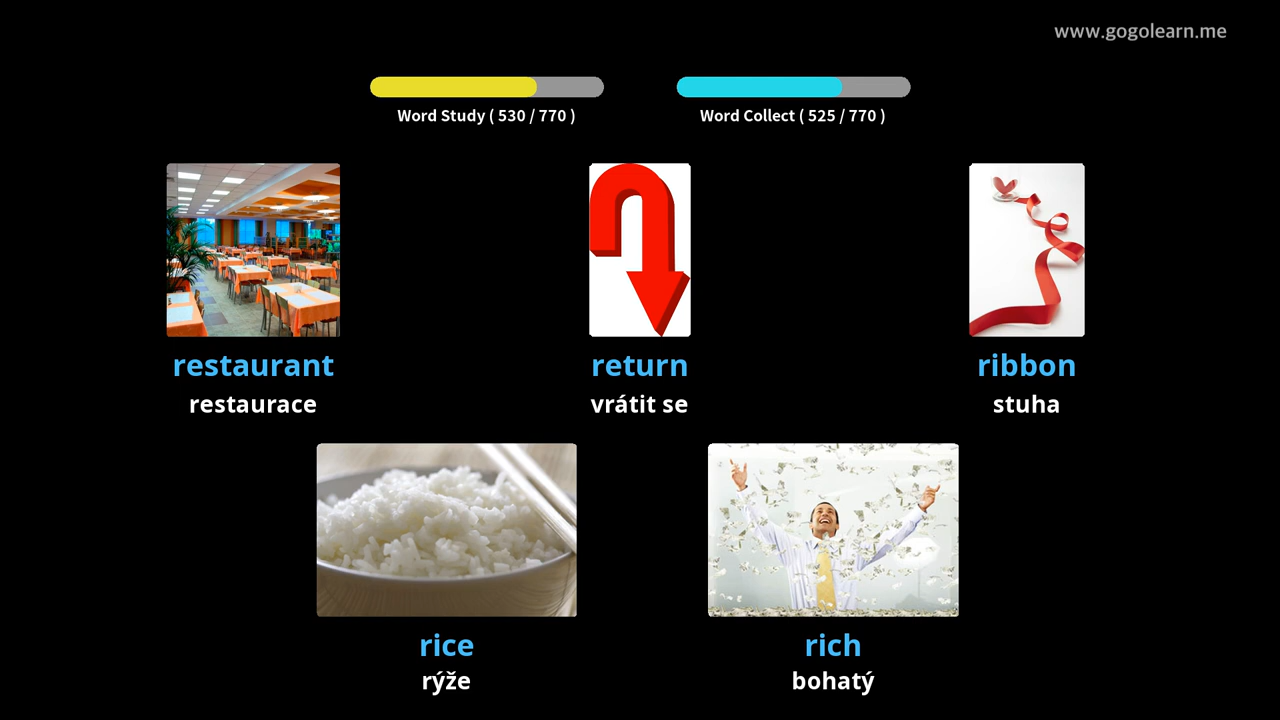 www.gogolearn.me
Word Study ( 530 / 770 )
Word Collect ( 525 / 770 )
restaurant
restaurace
return
vrátit se
ribbon
stuha
rice
rýže
rich
bohatý